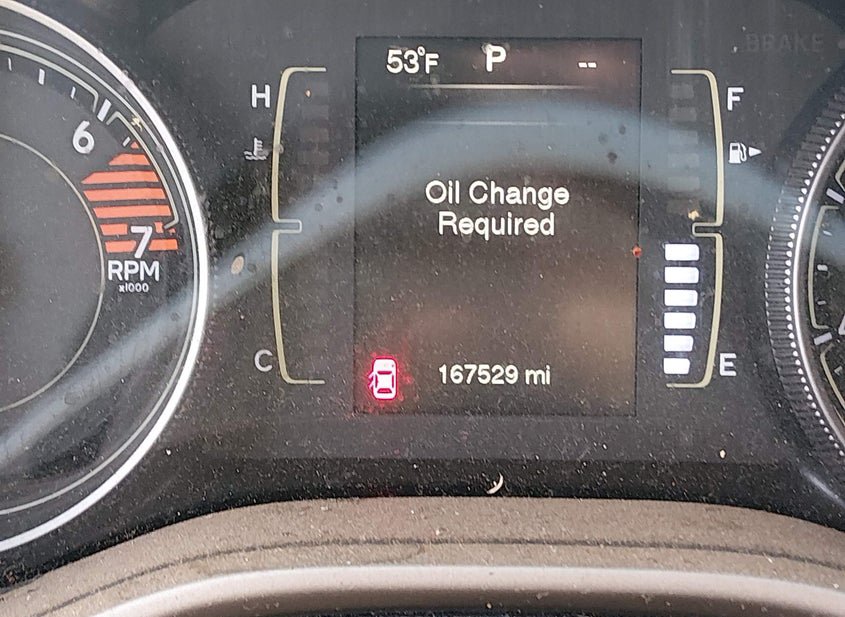 53°F P --
H
F
6
Oil Change
Required
7
RPM
x1000
C
E
167529 mi
BRAKE